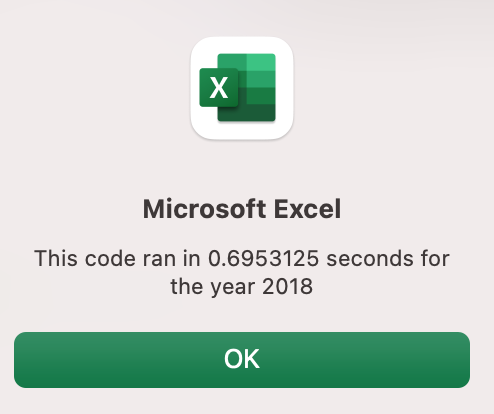 X
Microsoft Excel
This code ran in 0.6953125 seconds for
the year 2018
OK